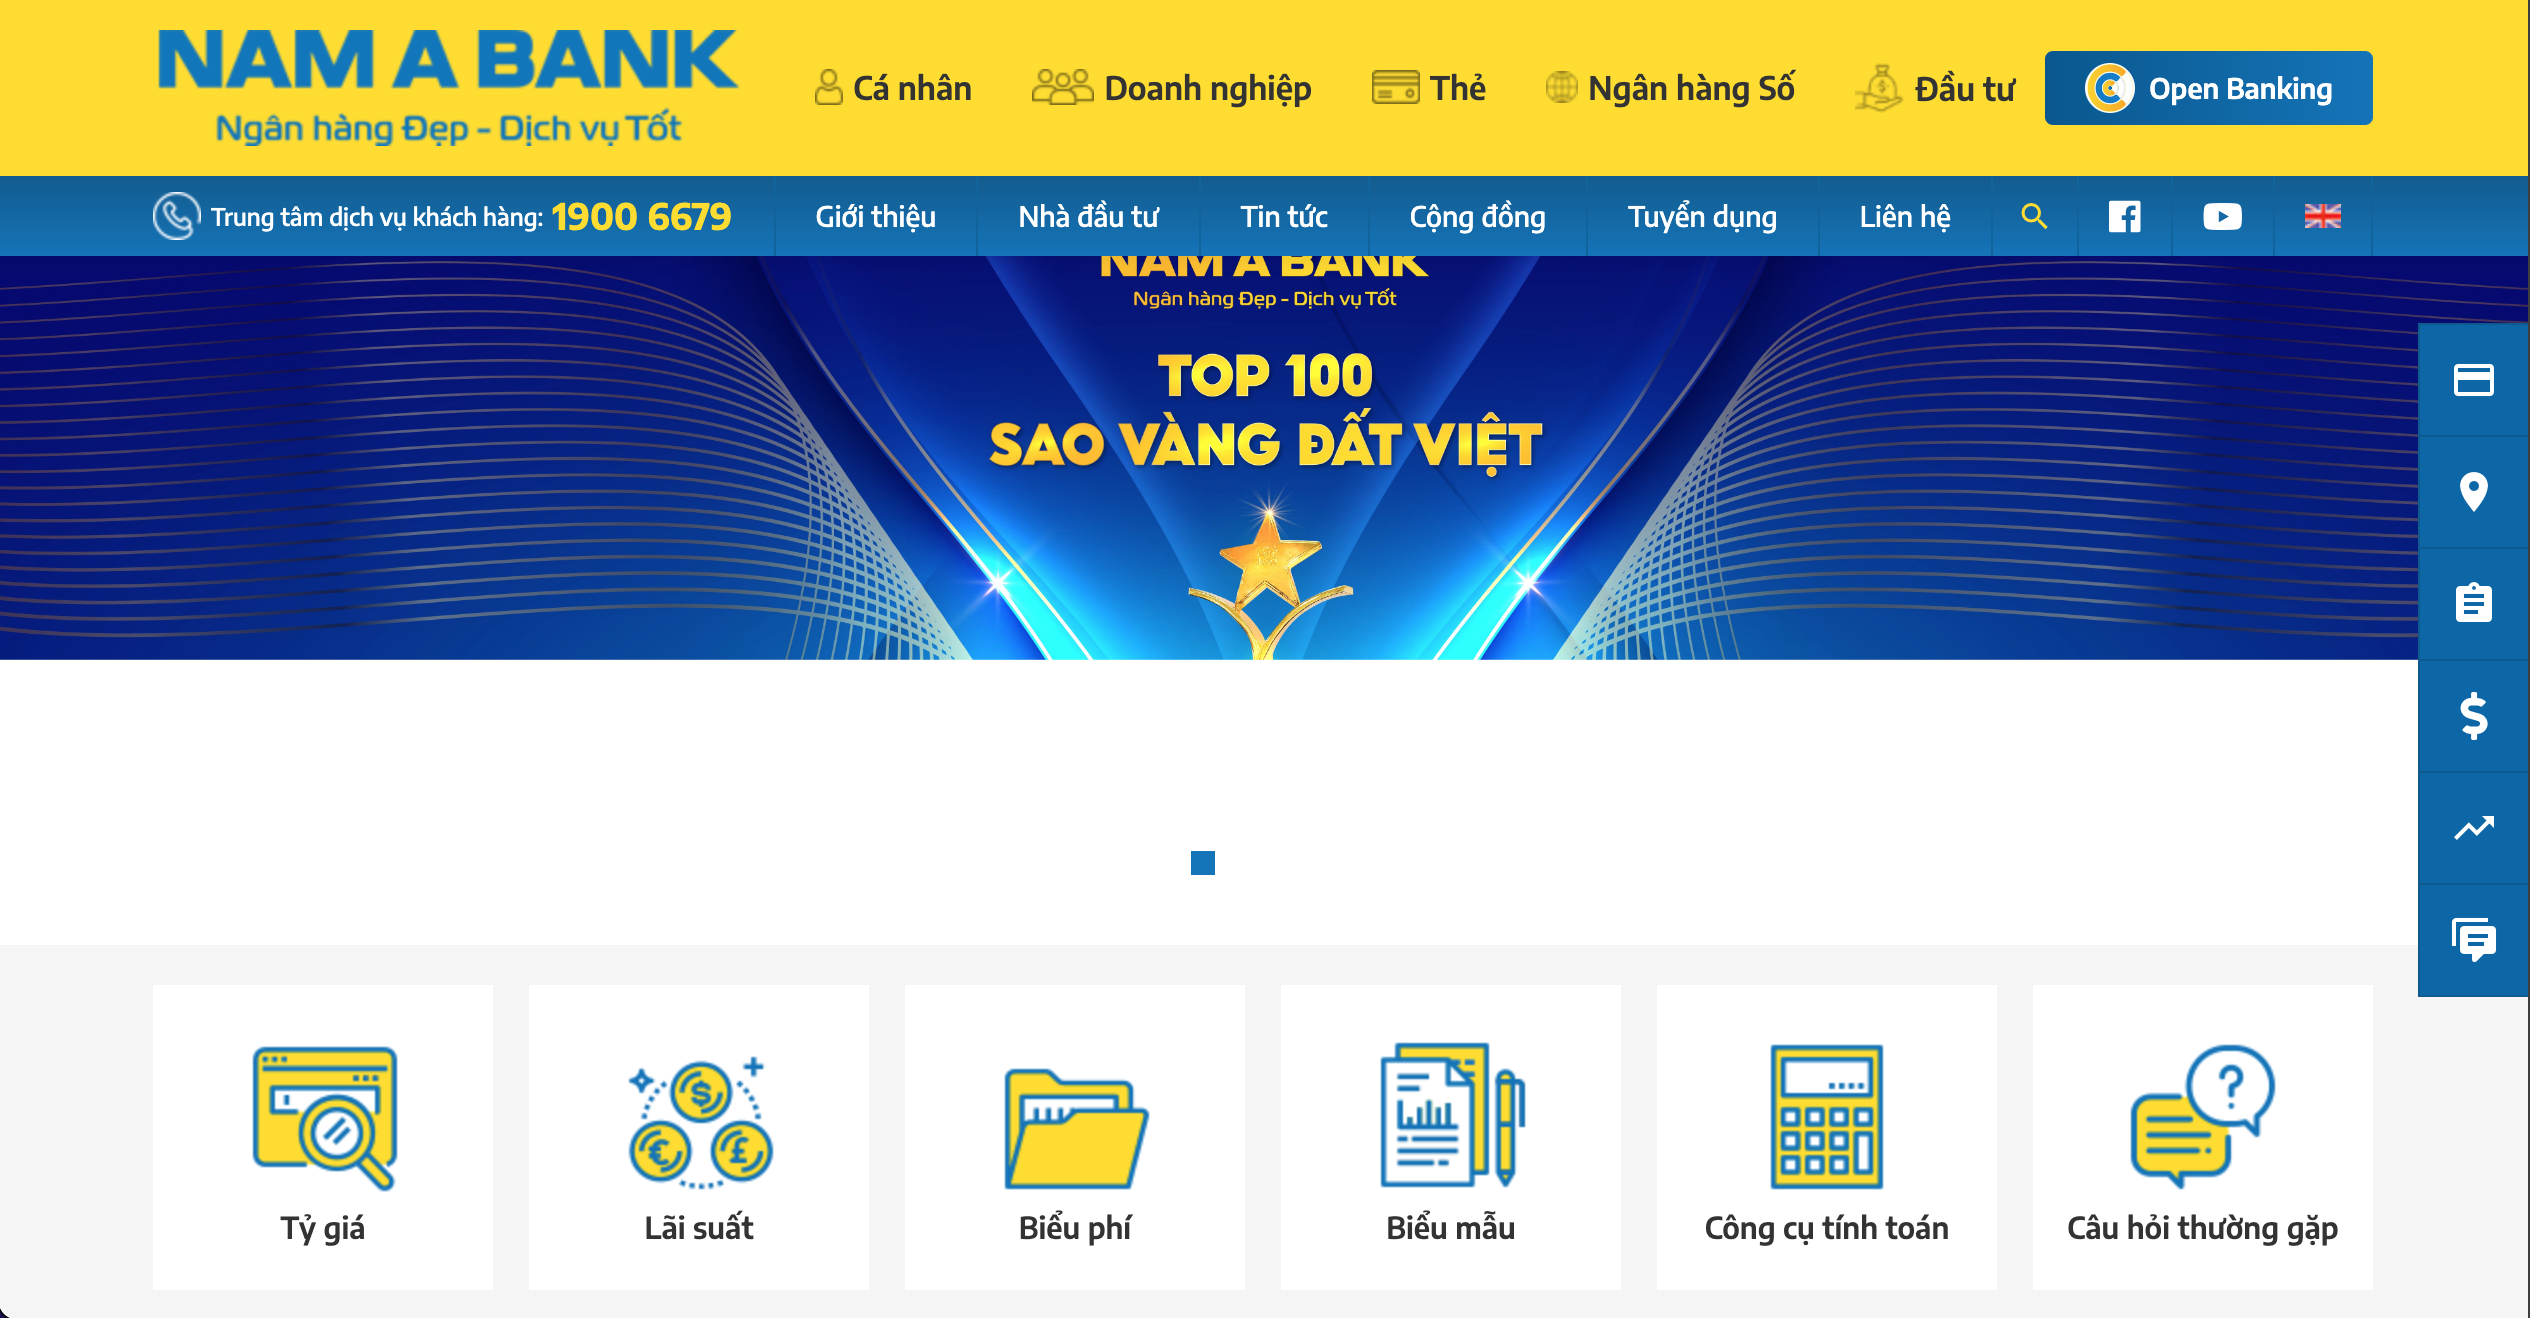 NAM A BANK
Ngân hàng Đẹp - Dịch vụ Tốt
Cá nhân
Doanh nghiệp
Thẻ
Ngân hàng Số
Đầu tư
Open Banking
Trung tâm dịch vụ khách hàng: 1900 6679
Giới thiệu
Nhà đầu tư
Tin tức
Cộng đồng
Tuyển dụng
Liên hệ
NAM A BANK
Ngân hàng Đẹp - Dịch vụ Tốt
TOP 100
SAO VÀNG ĐẤT VIỆT
Tỷ giá
Lãi suất
Biểu phí
Biểu mẫu
Công cụ tính toán
Câu hỏi thường gặp